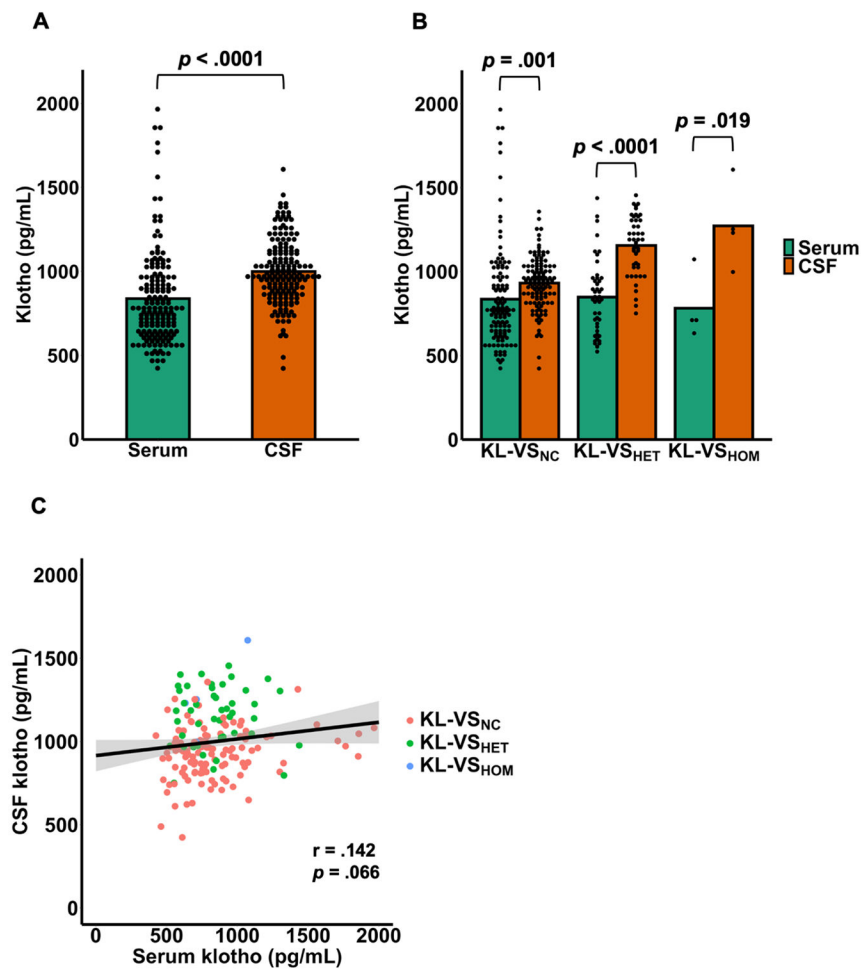 A
p < .0001
Klotho (pg/mL)
2000
1500
1000
500
0
Serum
CSF
B
p = .001
p < .0001
p = .019
Klotho (pg/mL)
2000
1500
1000
500
0
KL-VSNC
KL-VSHET
KL-VSHOM
Serum
CSF
C
CSF klotho (pg/mL)
2000
1500
1000
500
0
0 500 1000 1500 2000
Serum klotho (pg/mL)
r = .142
p = .066
KL-VSNC
KL-VSHET
KL-VSHOM